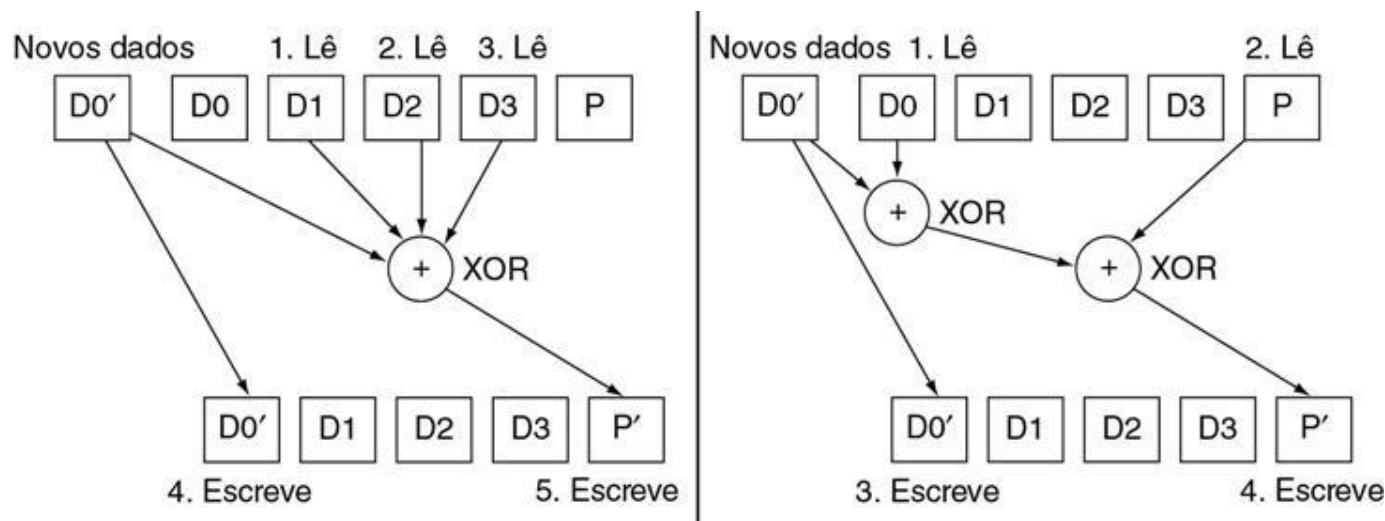 Novos dados 1. Lê 2. Lê 3. Lê
D0′ D0 D1 D2 D3 P
+ XOR
D0′ D1 D2 D3 P′
4. Escreve 5. Escreve
Novos dados 1. Lê 2. Lê
D0′ D0 D1 D2 D3 P
+ XOR
+ XOR
D0′ D1 D2 D3 P′
3. Escreve 4. Escreve